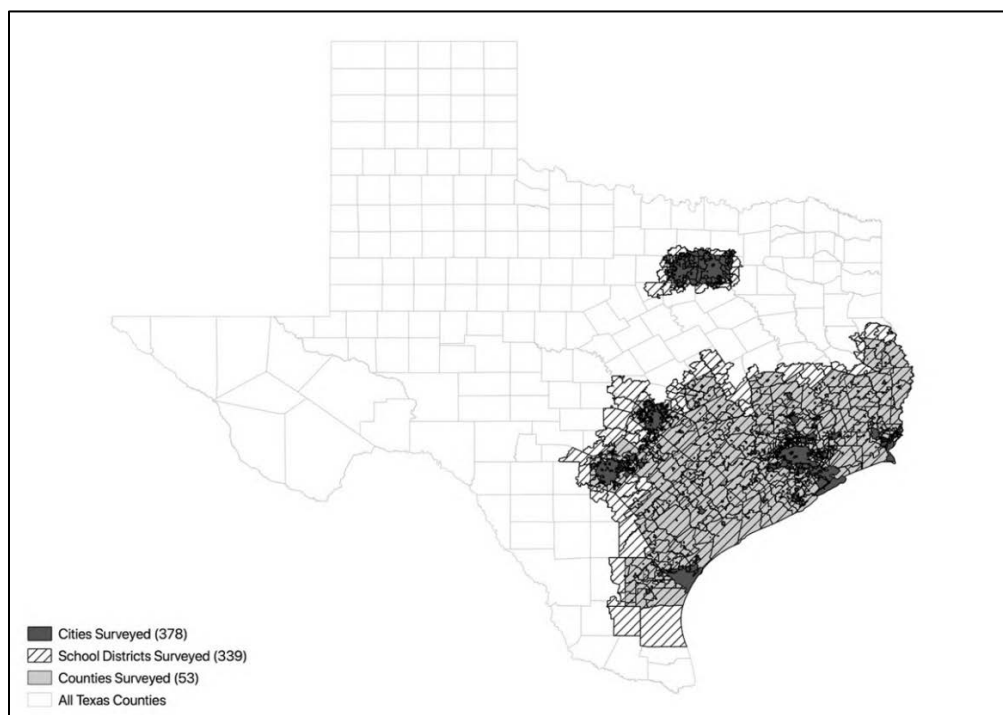 Cities Surveyed (378)
School Districts Surveyed (339)
Counties Surveyed (53)
All Texas Counties